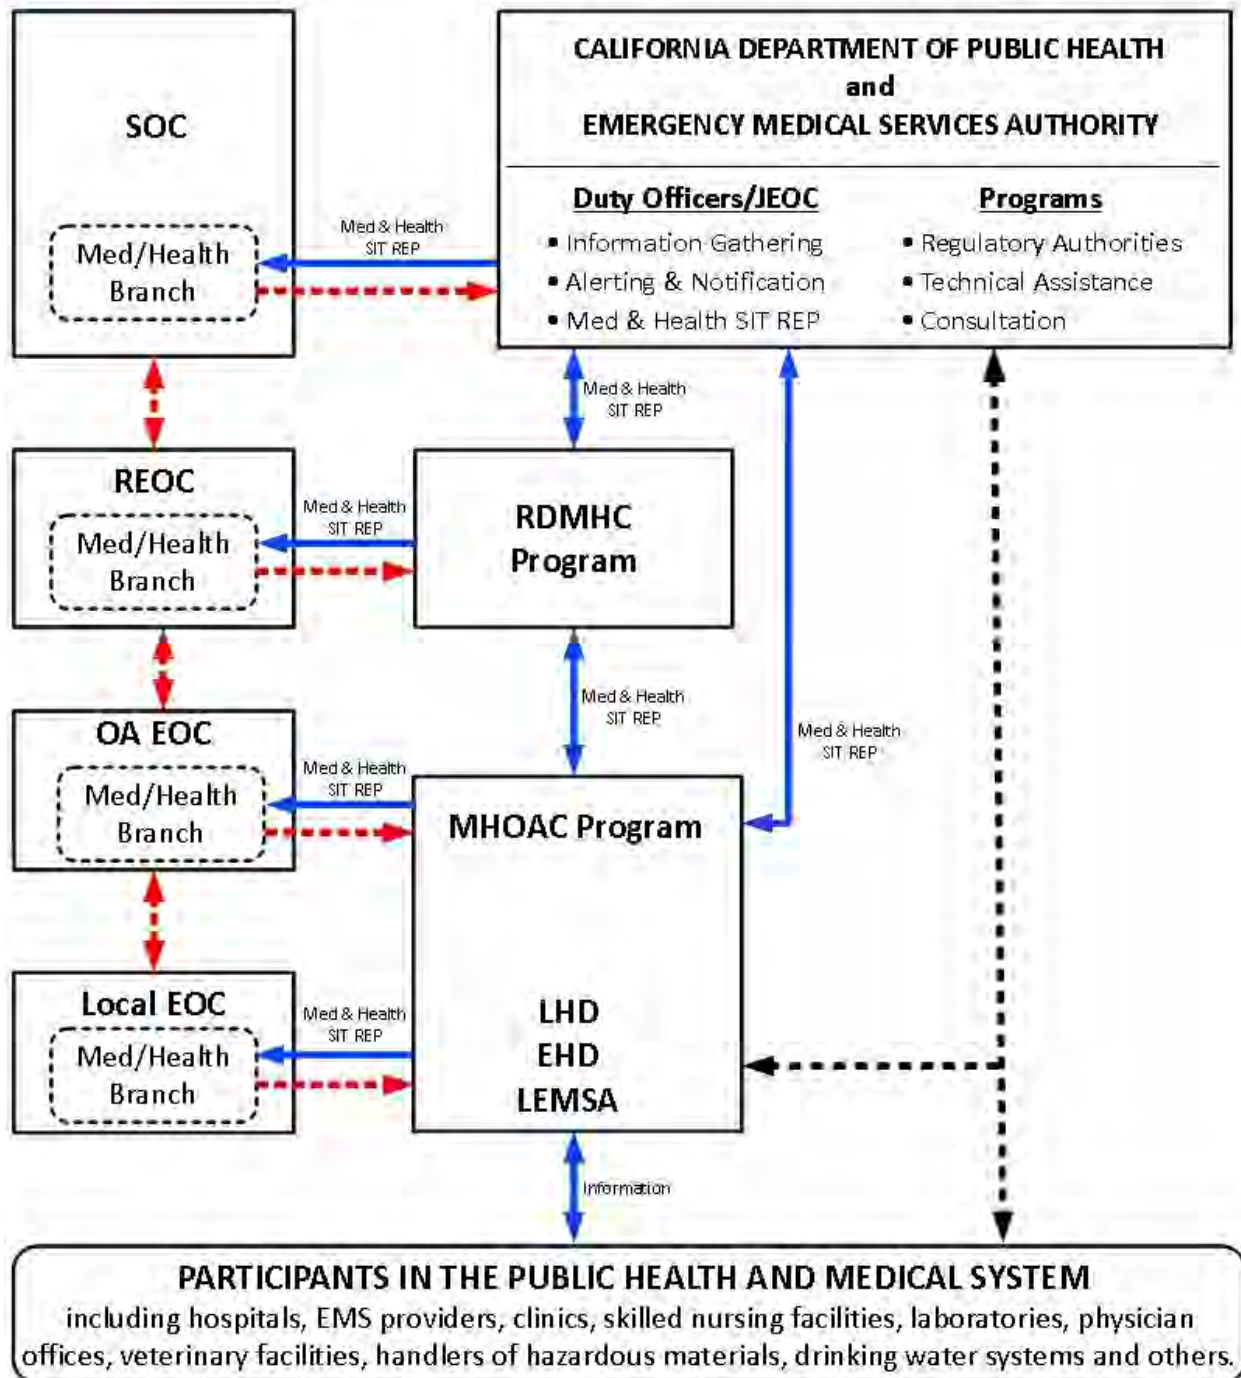 SOC
Med/Health
Branch
Med & Health
SIT REP
CALIFORNIA DEPARTMENT OF PUBLIC HEALTH
and
EMERGENCY MEDICAL SERVICES AUTHORITY
Duty Officers/JEOC
• Information Gathering
• Alerting & Notification
• Med & Health SIT REP
Programs
• Regulatory Authorities
• Technical Assistance
• Consultation
Med & Health
SIT REP
REOC
Med/Health
Branch
Med & Health
SIT REP
RDMHC
Program
Med & Health
SIT REP
Med & Health
SIT REP
OA EOC
Med/Health
Branch
Med & Health
SIT REP
MHOAC Program
LHD
EHD
LEMSA
Local EOC
Med/Health
Branch
Med & Health
SIT REP
Information
PARTICIPANTS IN THE PUBLIC HEALTH AND MEDICAL SYSTEM
including hospitals, EMS providers, clinics, skilled nursing facilities, laboratories, physician
offices, veterinary facilities, handlers of hazardous materials, drinking water systems and others.